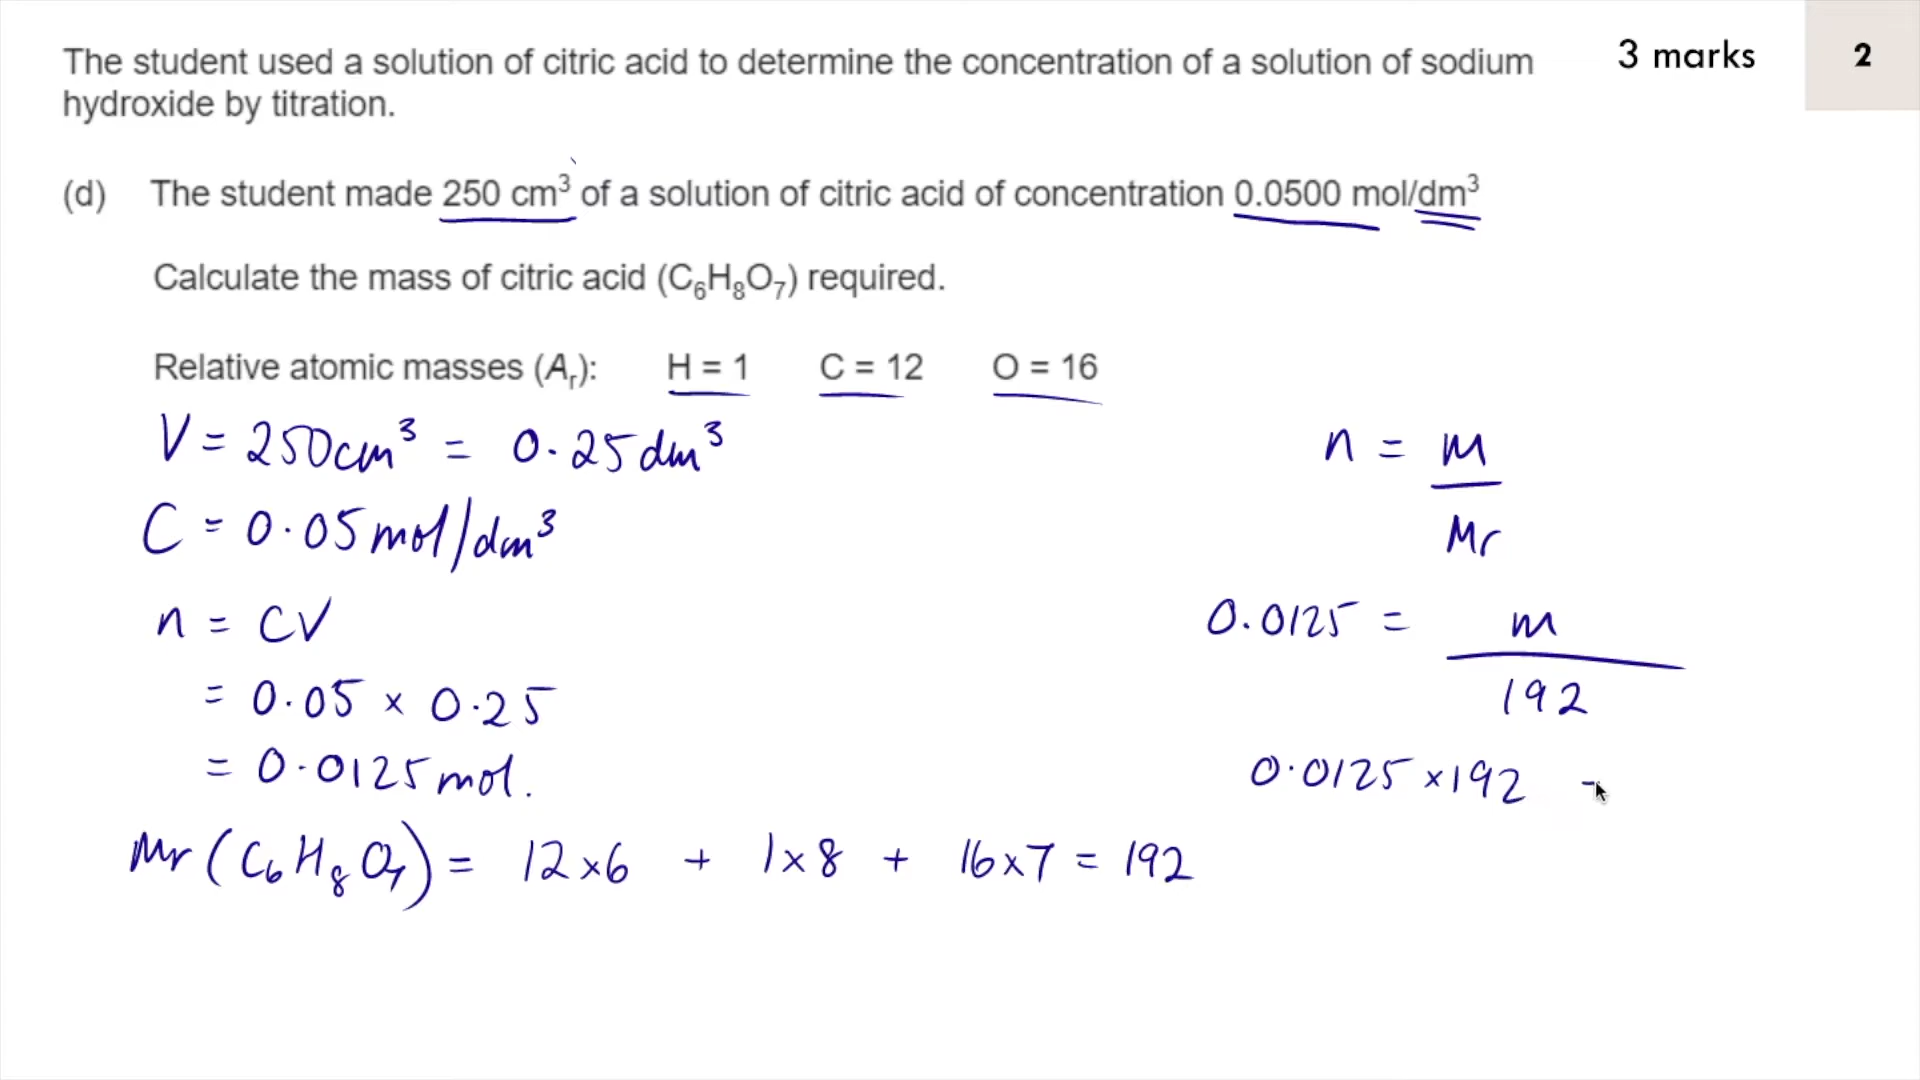 The student used a solution of citric acid to determine the concentration of a solution of sodium
hydroxide by titration.
3 marks
2
(d) The student made 250 cm³ of a solution of citric acid of concentration 0.0500 mol/dm³
Calculate the mass of citric acid (C₆H₈O₇) required.
Relative atomic masses (Aᵣ): H = 1 C = 12 O = 16
V = 250cm³ = 0.25dm³
C = 0.05mol/dm³
n = CV
= 0.05 × 0.25
= 0.0125mol.
Mr (C₆H₈O₇) = 12×6 + 1×8 + 16×7 = 192
n = m
Mr
0.0125 = m
192
0.0125 ×192